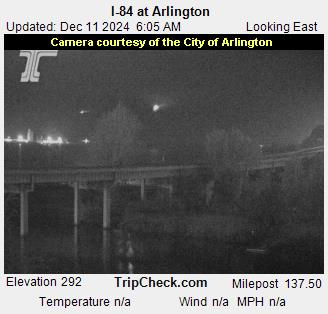 I-84 at Arlington
Updated: Dec 11 2024 6:05 AM Looking East
Camera courtesy of the City of Arlington
Elevation 292 TripCheck.com Milepost 137.50
Temperature n/a Wind n/a MPH n/a